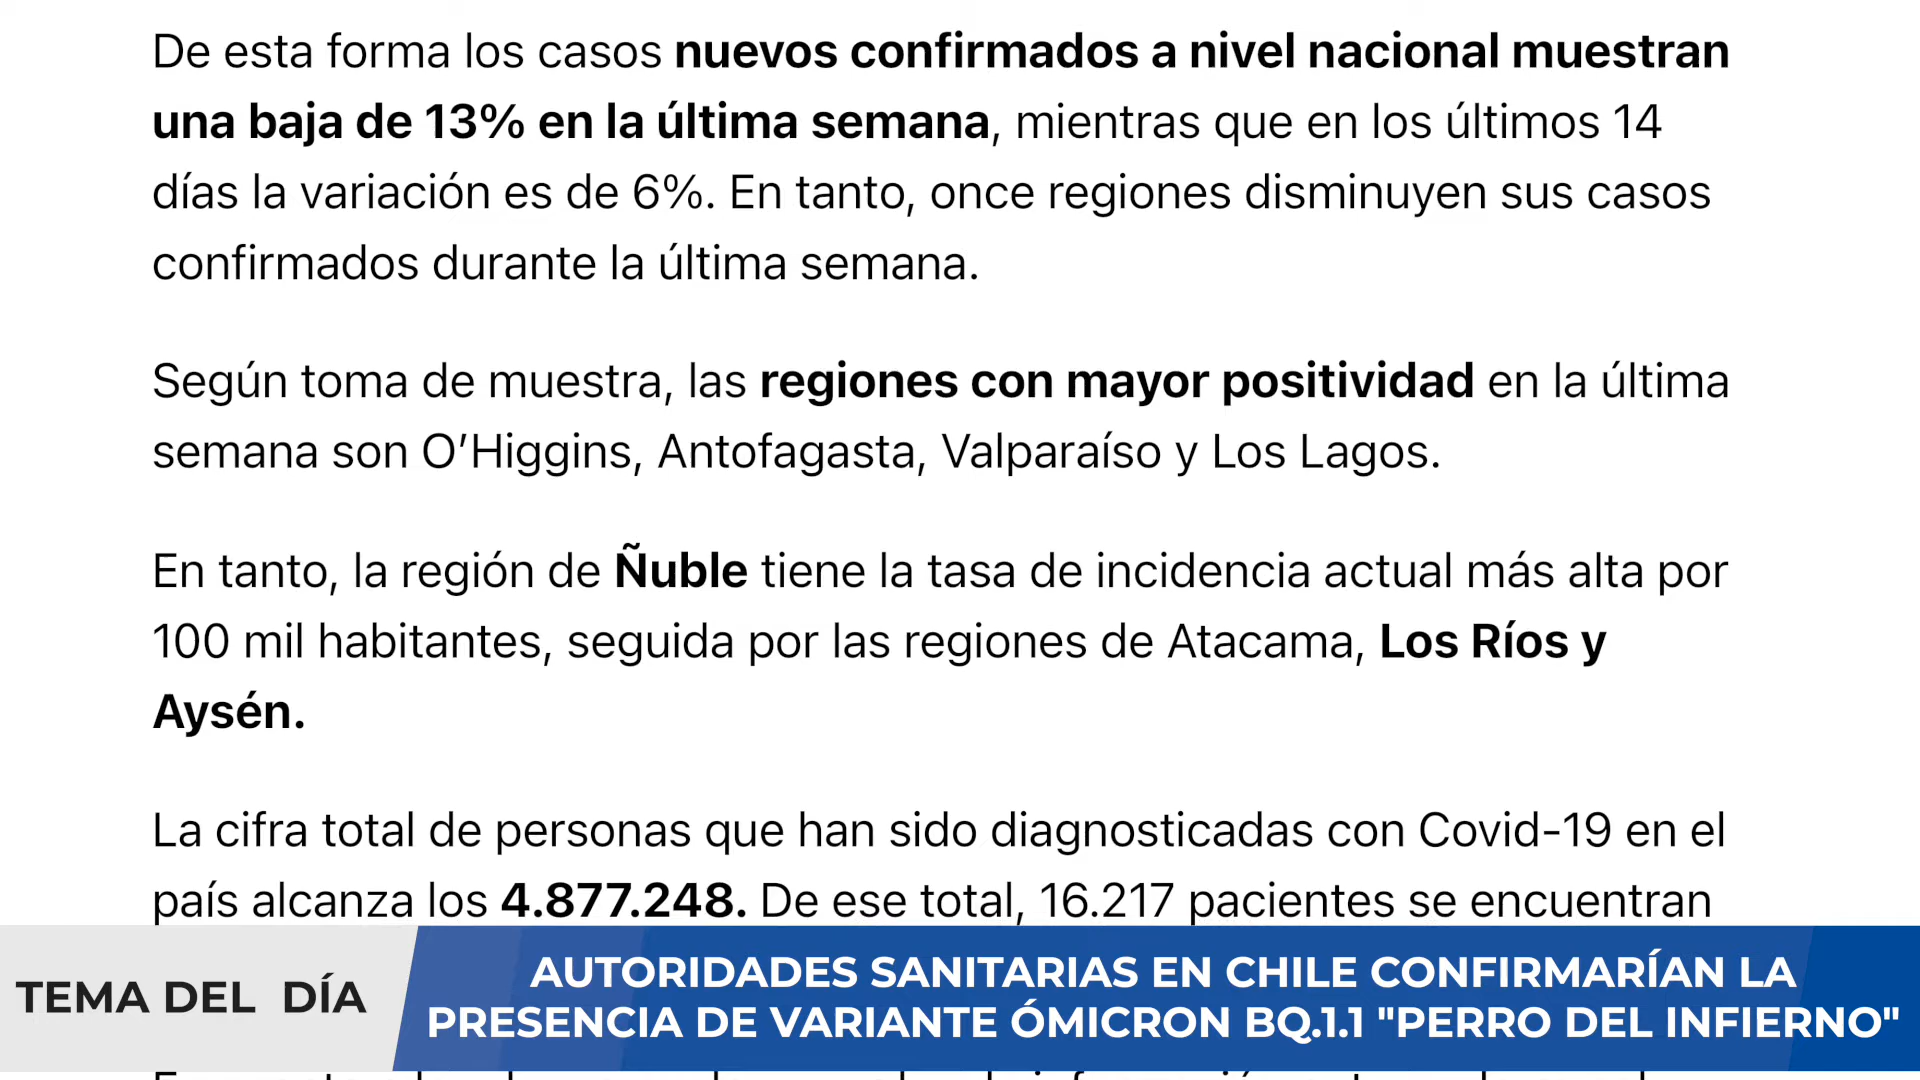 De esta forma los casos nuevos confirmados a nivel nacional muestran
una baja de 13% en la última semana, mientras que en los últimos 14
días la variación es de 6%. En tanto, once regiones disminuyen sus casos
confirmados durante la última semana.
Según toma de muestra, las regiones con mayor positividad en la última
semana son O’Higgins, Antofagasta, Valparaíso y Los Lagos.
En tanto, la región de Ñuble tiene la tasa de incidencia actual más alta por
100 mil habitantes, seguida por las regiones de Atacama, Los Ríos y
Aysén.
La cifra total de personas que han sido diagnosticadas con Covid-19 en el
país alcanza los 4.877.248. De ese total, 16.217 pacientes se encuentran
TEMA DEL DÍA
AUTORIDADES SANITARIAS EN CHILE CONFIRMARÍAN LA
PRESENCIA DE VARIANTE ÓMICRON BQ.1.1 "PERRO DEL INFIERNO"